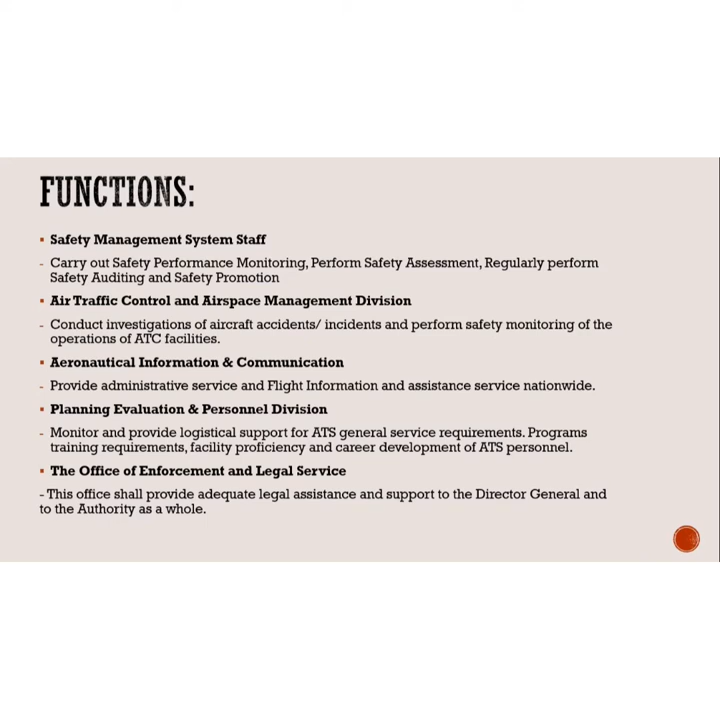 FUNCTIONS:
▪ Safety Management System Staff
- Carry out Safety Performance Monitoring, Perform Safety Assessment, Regularly perform
Safety Auditing and Safety Promotion
▪ Air Traffic Control and Airspace Management Division
- Conduct investigations of aircraft accidents/ incidents and perform safety monitoring of the
operations of ATC facilities.
▪ Aeronautical Information & Communication
- Provide administrative service and Flight Information and assistance service nationwide.
▪ Planning Evaluation & Personnel Division
- Monitor and provide logistical support for ATS general service requirements. Programs
training requirements, facility proficiency and career development of ATS personnel.
▪ The Office of Enforcement and Legal Service
- This office shall provide adequate legal assistance and support to the Director General and
to the Authority as a whole.